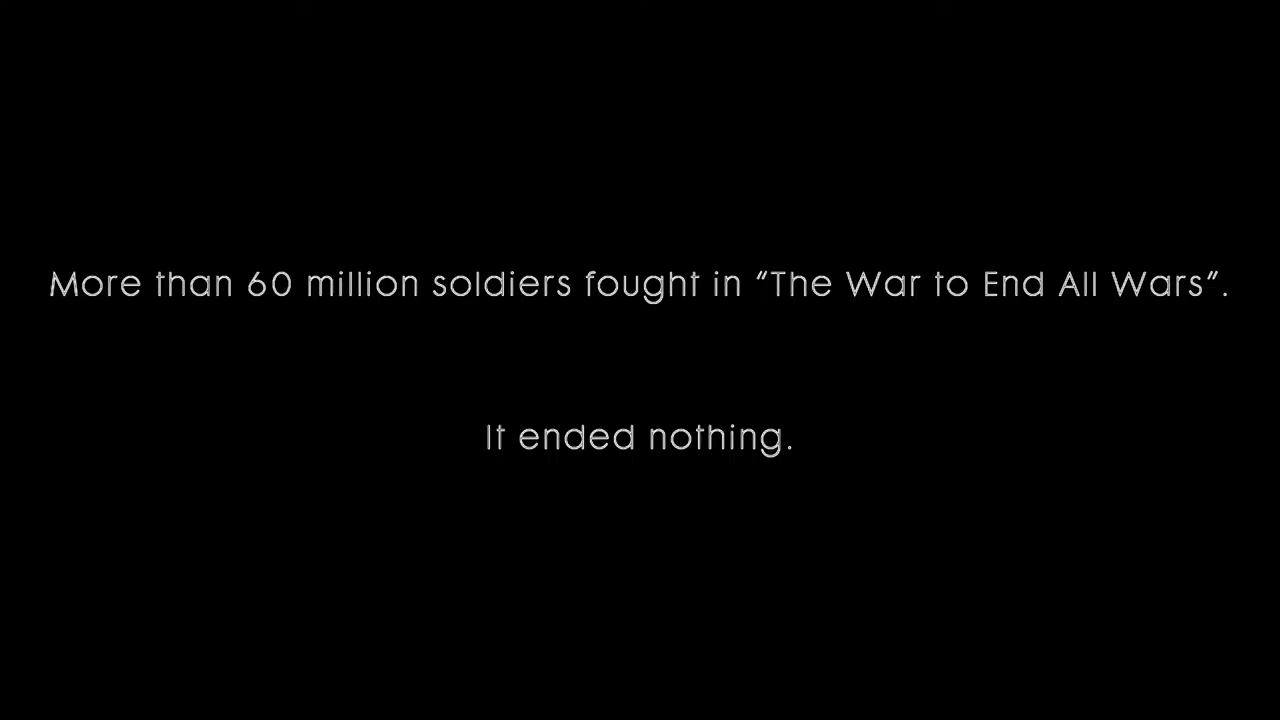 More than 60 million soldiers fought in “The War to End All Wars”.
It ended nothing.